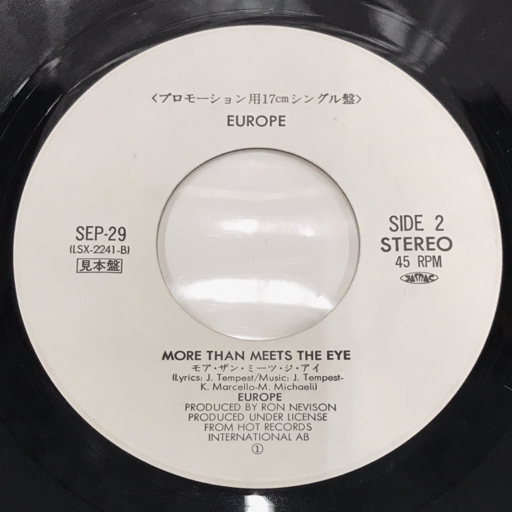 〈プロモーション用17cmシングル盤〉
EUROPE
SEP-29
(LSX-2241-B)
見本盤
SIDE 2
STEREO
45 RPM
JASRAC
MORE THAN MEETS THE EYE
モア・ザン・ミーツ・ジ・アイ
(Lyrics: J. Tempest/Music: J. Tempest-
K. Marcello-M. Michaeli)
EUROPE
PRODUCED BY RON NEVISON
PRODUCED UNDER LICENSE
FROM HOT RECORDS
INTERNATIONAL AB
①